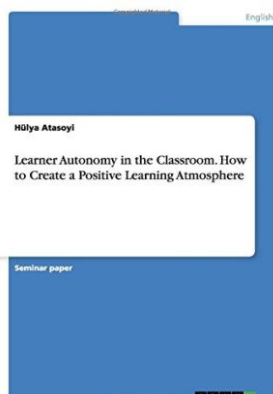 English
Hülya Atasoyi
Learner Autonomy in the Classroom. How
to Create a Positive Learning Atmosphere
Seminar paper